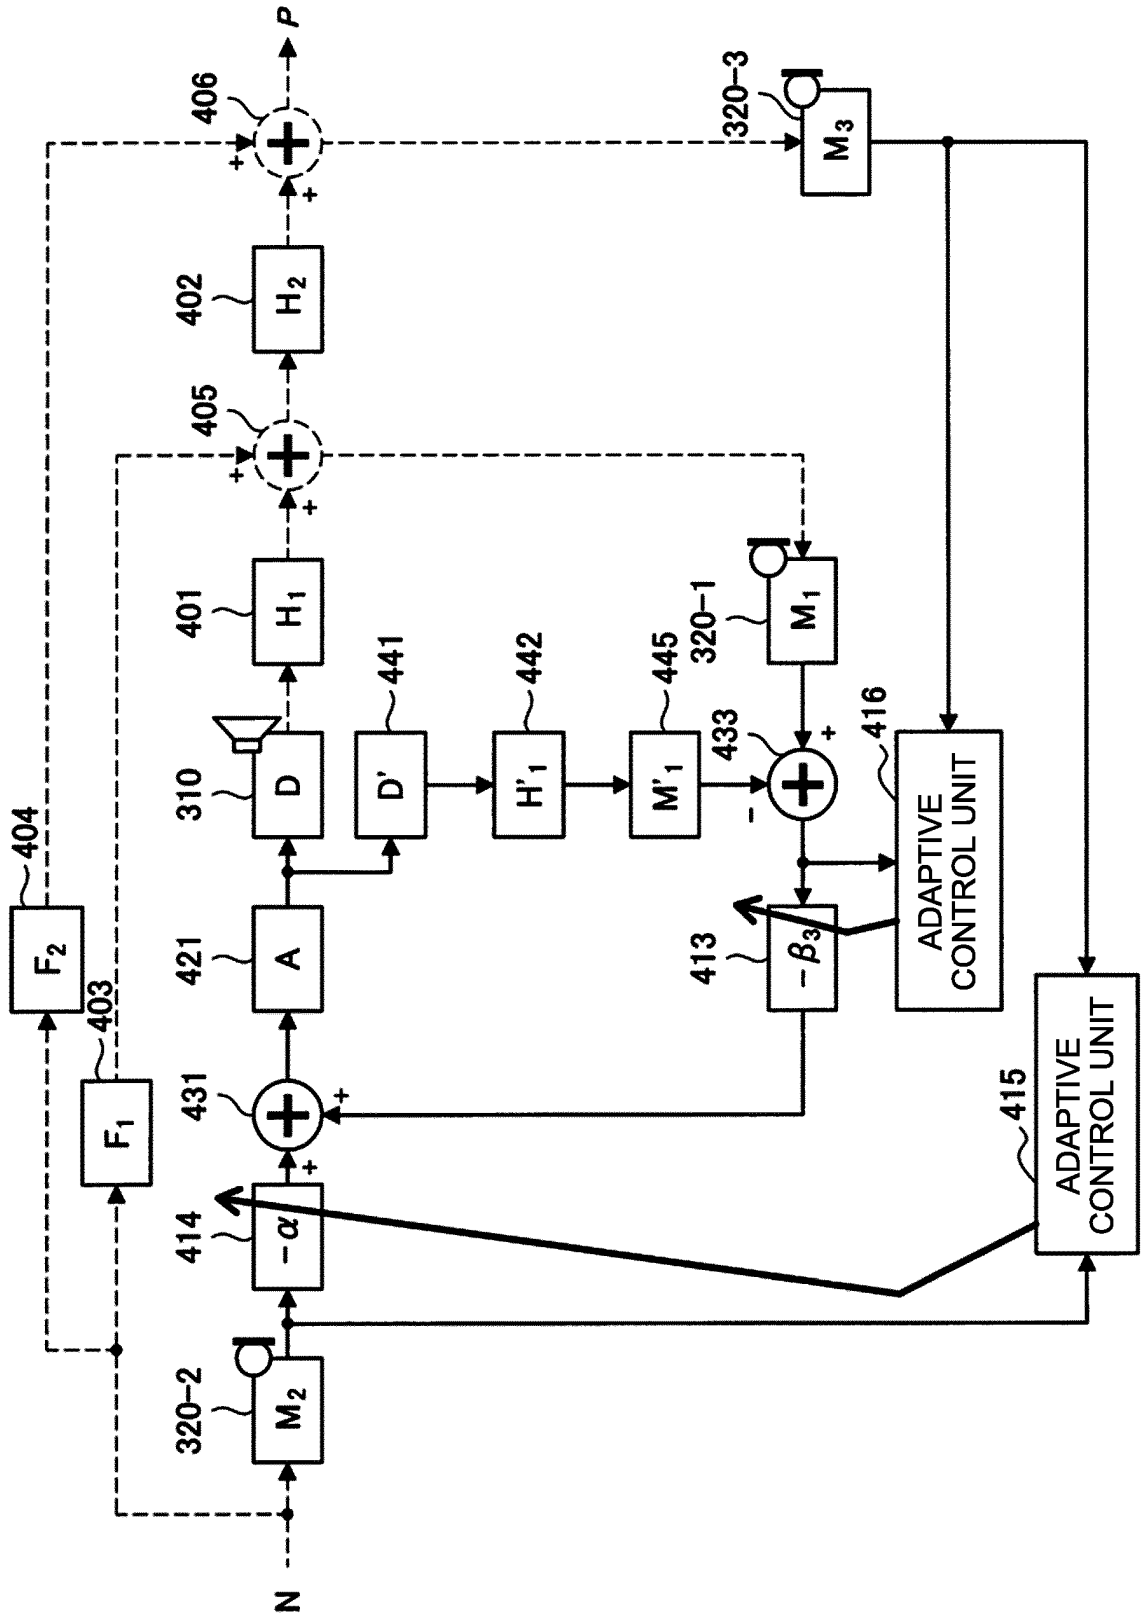 F₂
404
F₁
403
N
M₂
320-2
-α
414
+
431
+
A
421
D
310
H₁
401
+
+
405
H₂
402
+
+
406
P
D'
441
H'₁
442
M'₁
445
-
+
433
M₁
320-1
M₃
320-3
-β₃
413
ADAPTIVE
CONTROL UNIT
416
ADAPTIVE
CONTROL UNIT
415